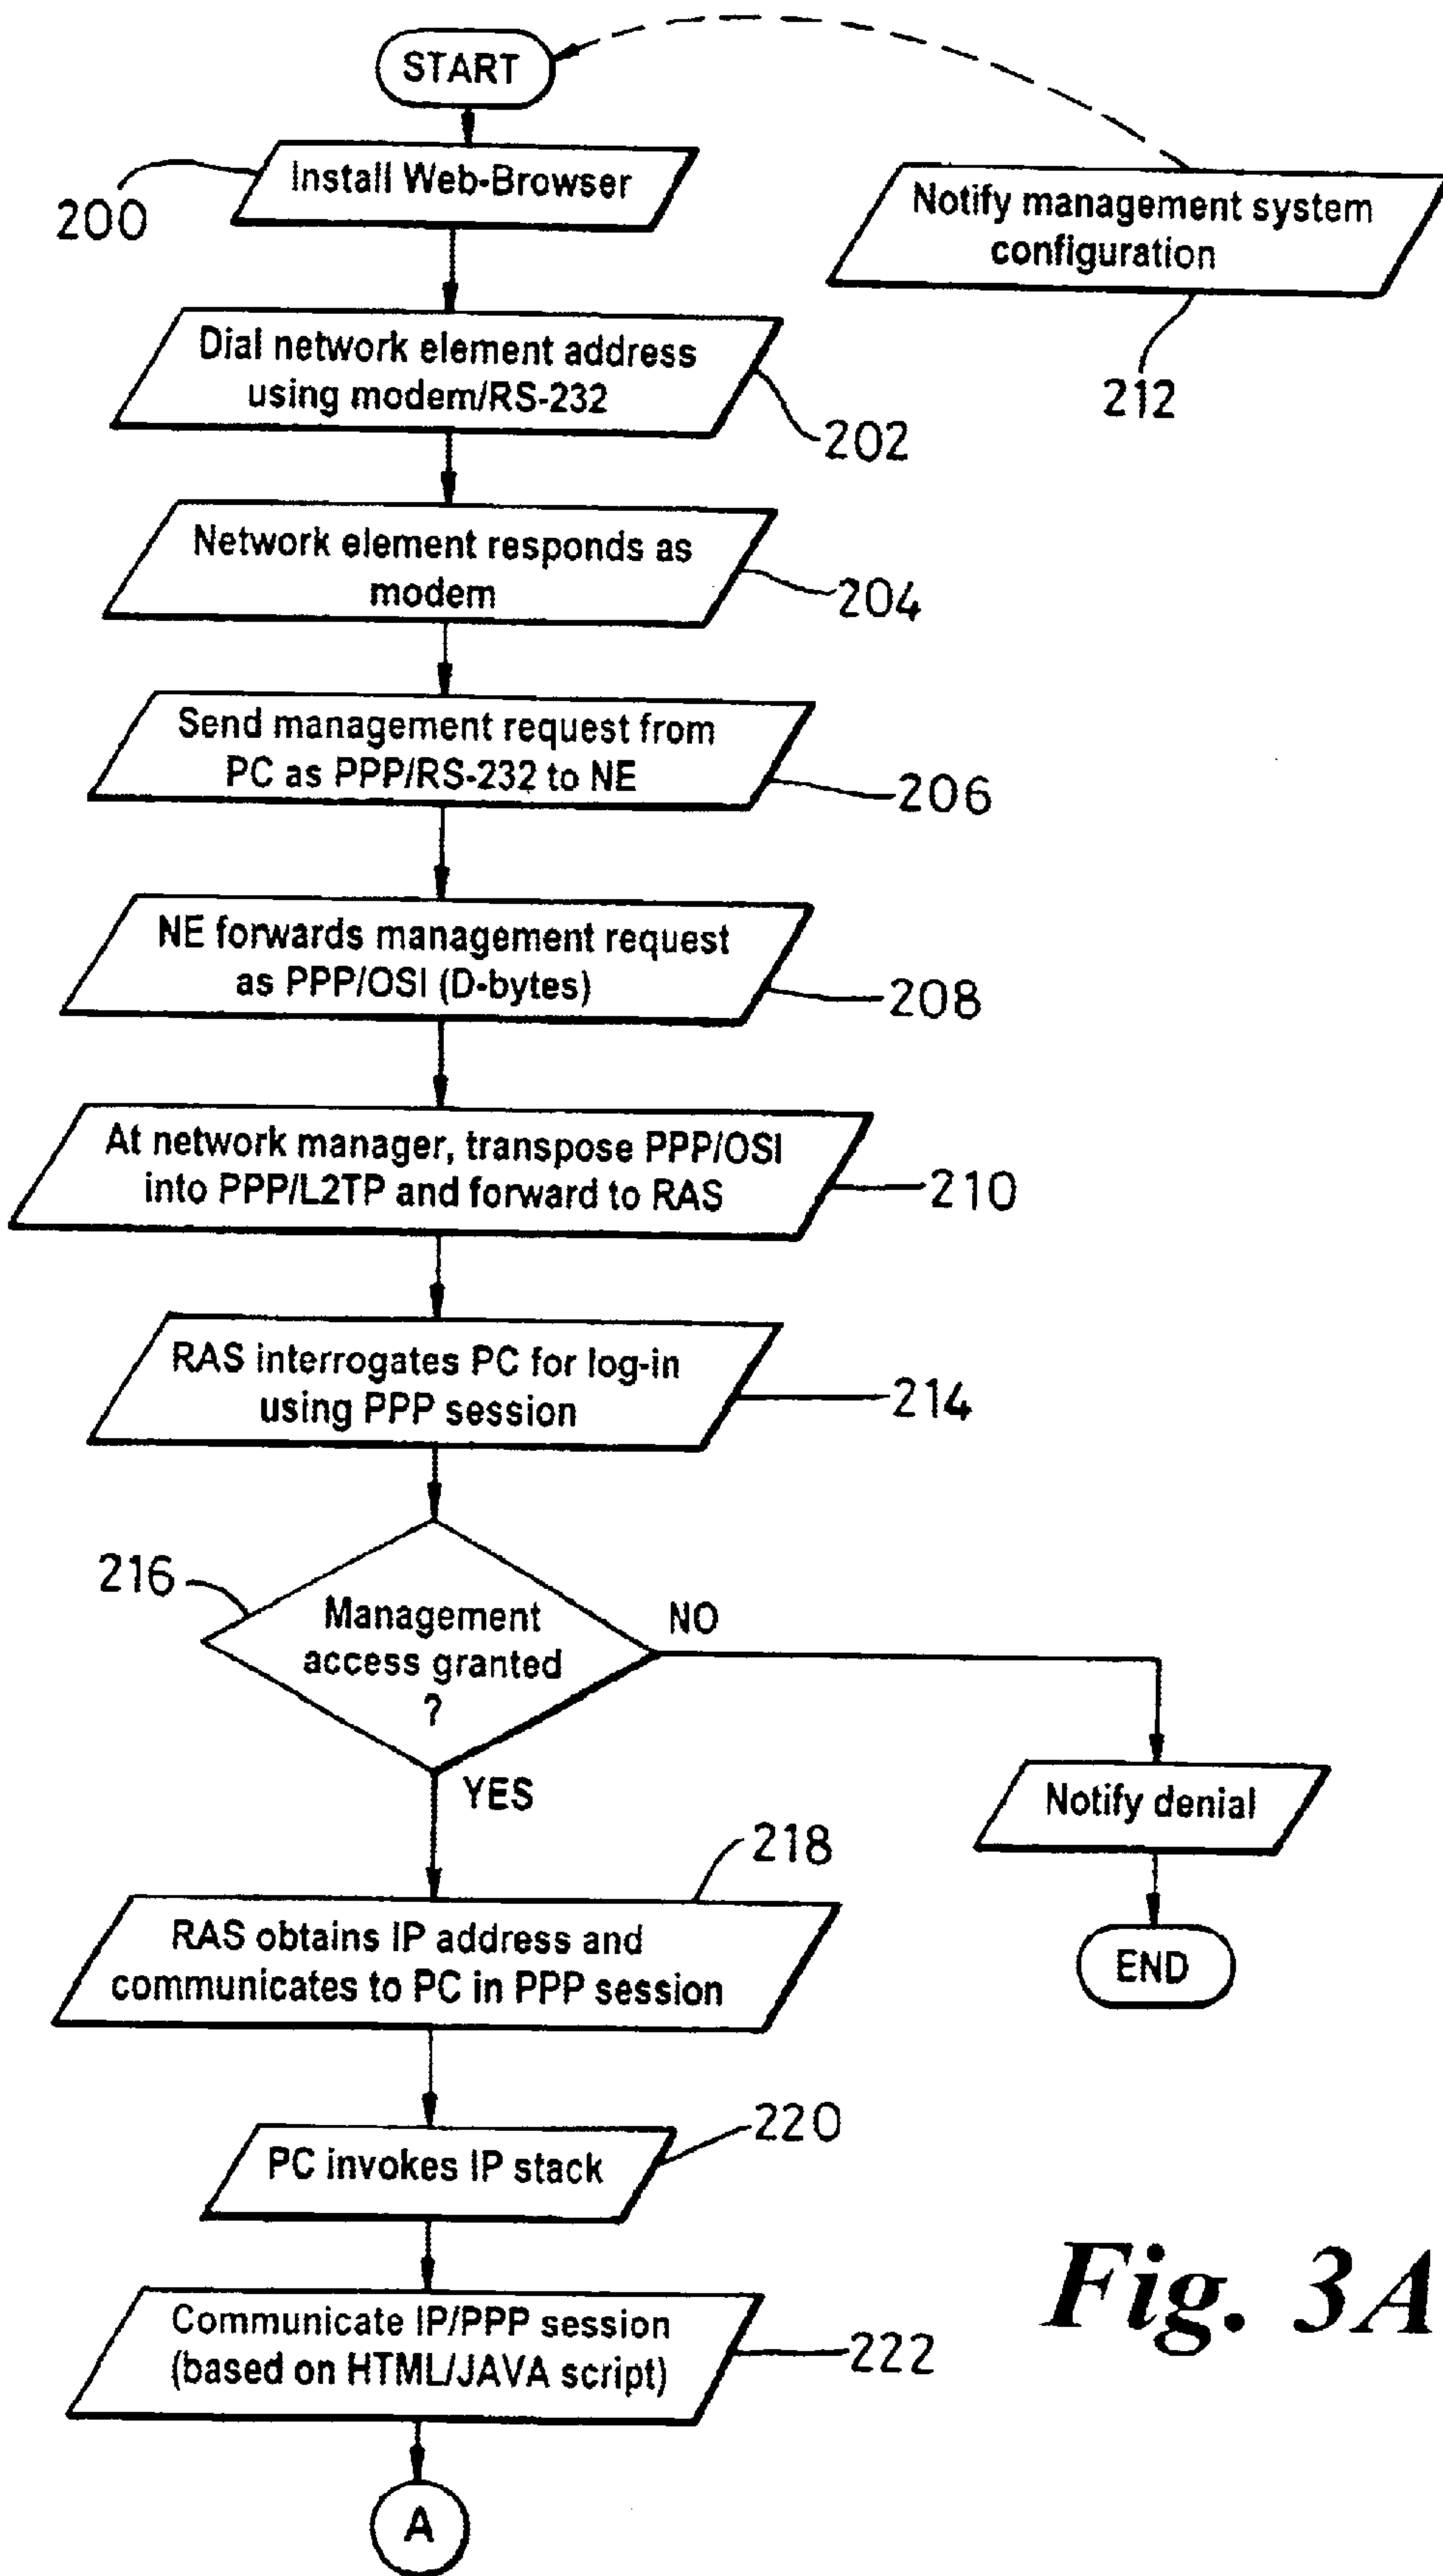 START
Install Web-Browser
200
Notify management system
configuration
212
Dial network element address
using modem/RS-232
202
Network element responds as
modem
204
Send management request from
PC as PPP/RS-232 to NE
206
NE forwards management request
as PPP/OSI (D-bytes)
208
At network manager, transpose PPP/OSI
into PPP/L2TP and forward to RAS
210
RAS interrogates PC for log-in
using PPP session
214
216
Management
access granted
?
NO
YES
Notify denial
END
218
RAS obtains IP address and
communicates to PC in PPP session
220
PC invokes IP stack
Communicate IP/PPP session
(based on HTML/JAVA script)
222
A
Fig. 3A